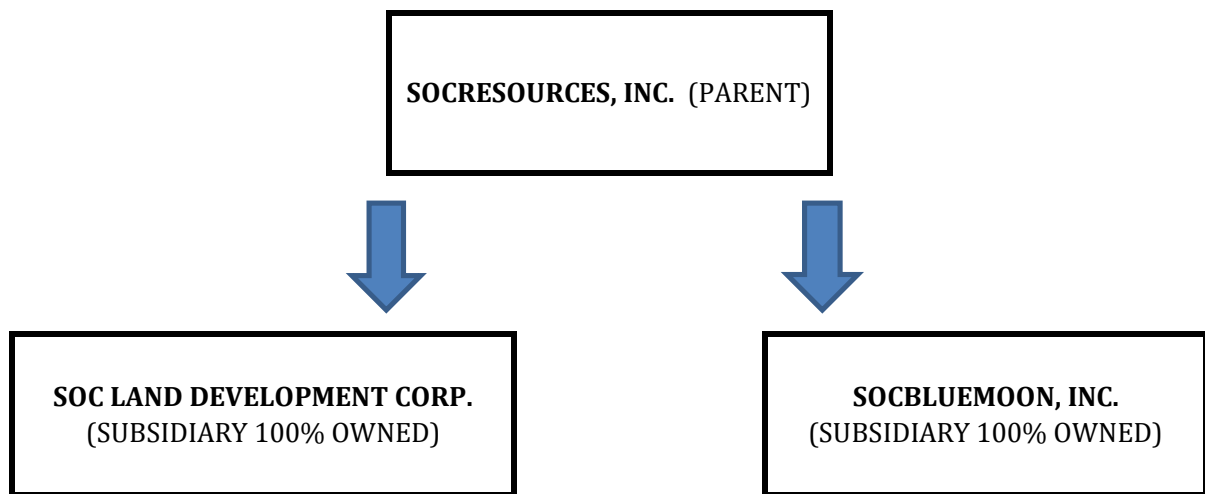 SOCRESOURCES, INC. (PARENT)
SOC LAND DEVELOPMENT CORP.
(SUBSIDIARY 100% OWNED)
SOCBLUEMOON, INC.
(SUBSIDIARY 100% OWNED)